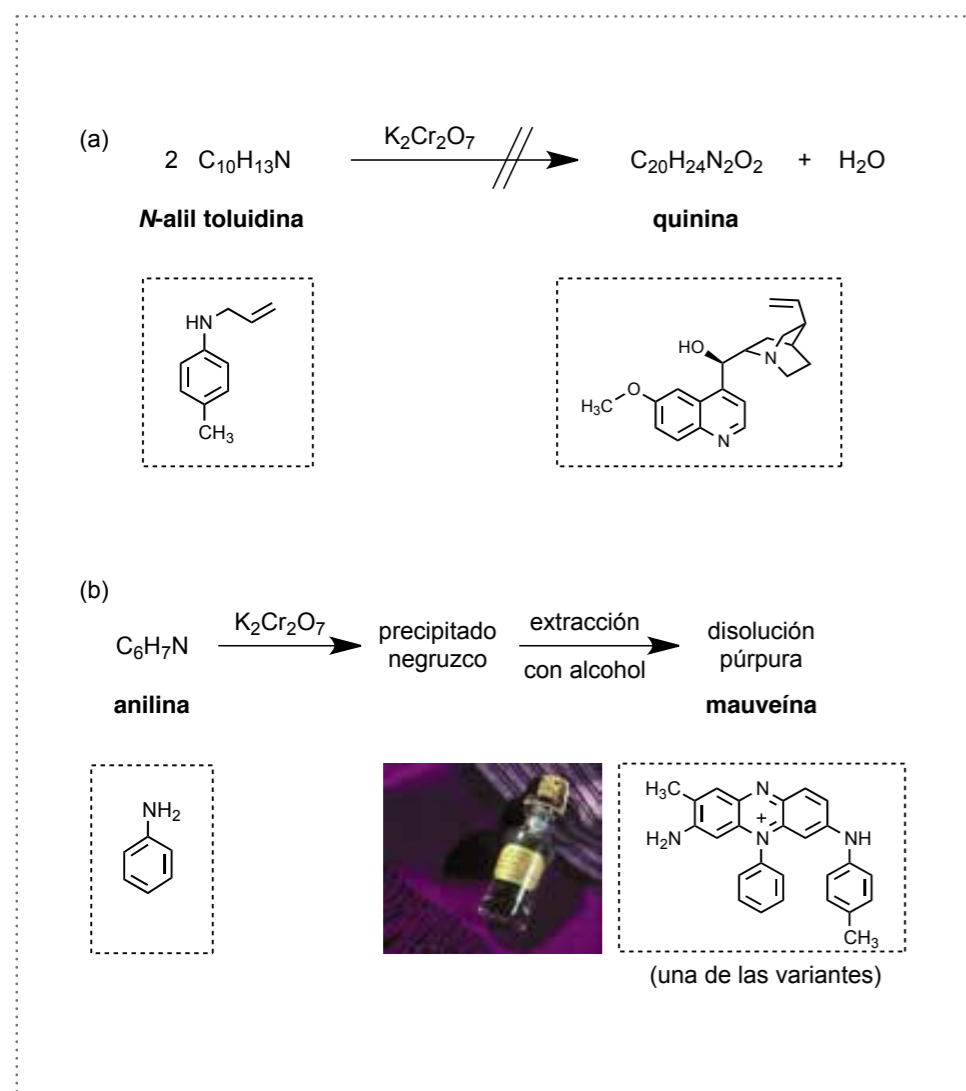 (a)
2 C₁₀H₁₃N K₂Cr₂O₇ C₂₀H₂₄N₂O₂ + H₂O
N-alil toluidina quinina
HN
CH₃
HO
N
O
H₃C
N
(b)
C₆H₇N K₂Cr₂O₇ precipitado negruzco extracción con alcohol disolución púrpura
anilina mauveína
NH₂
H₃C N
+
H₂N N NH
CH₃
(una de las variantes)